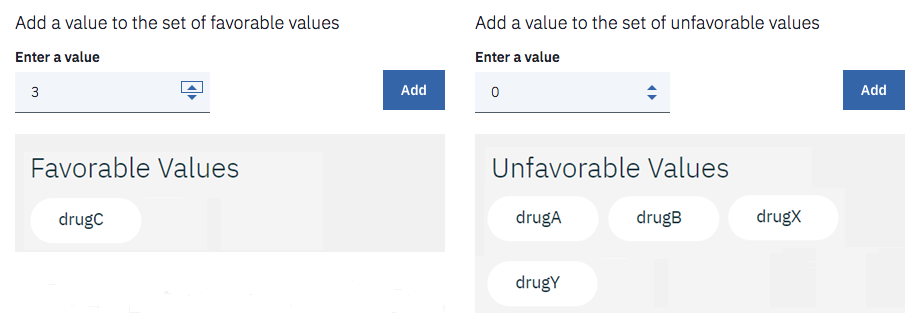 Add a value to the set of favorable values
Enter a value
3
Add
Favorable Values
drugC
Add a value to the set of unfavorable values
Enter a value
0
Add
Unfavorable Values
drugA drugB drugX
drugY